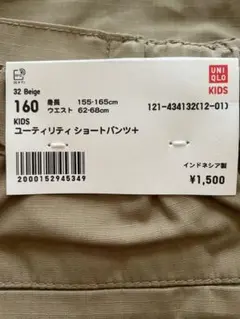 UNI
QLO
KIDS
32 Beige
160 身長 155-165cm
ウエスト 62-68cm
121-434132(12-01)
KIDS
ユーティリティ ショートパンツ+
2000152945349
インドネシア製
¥1,500